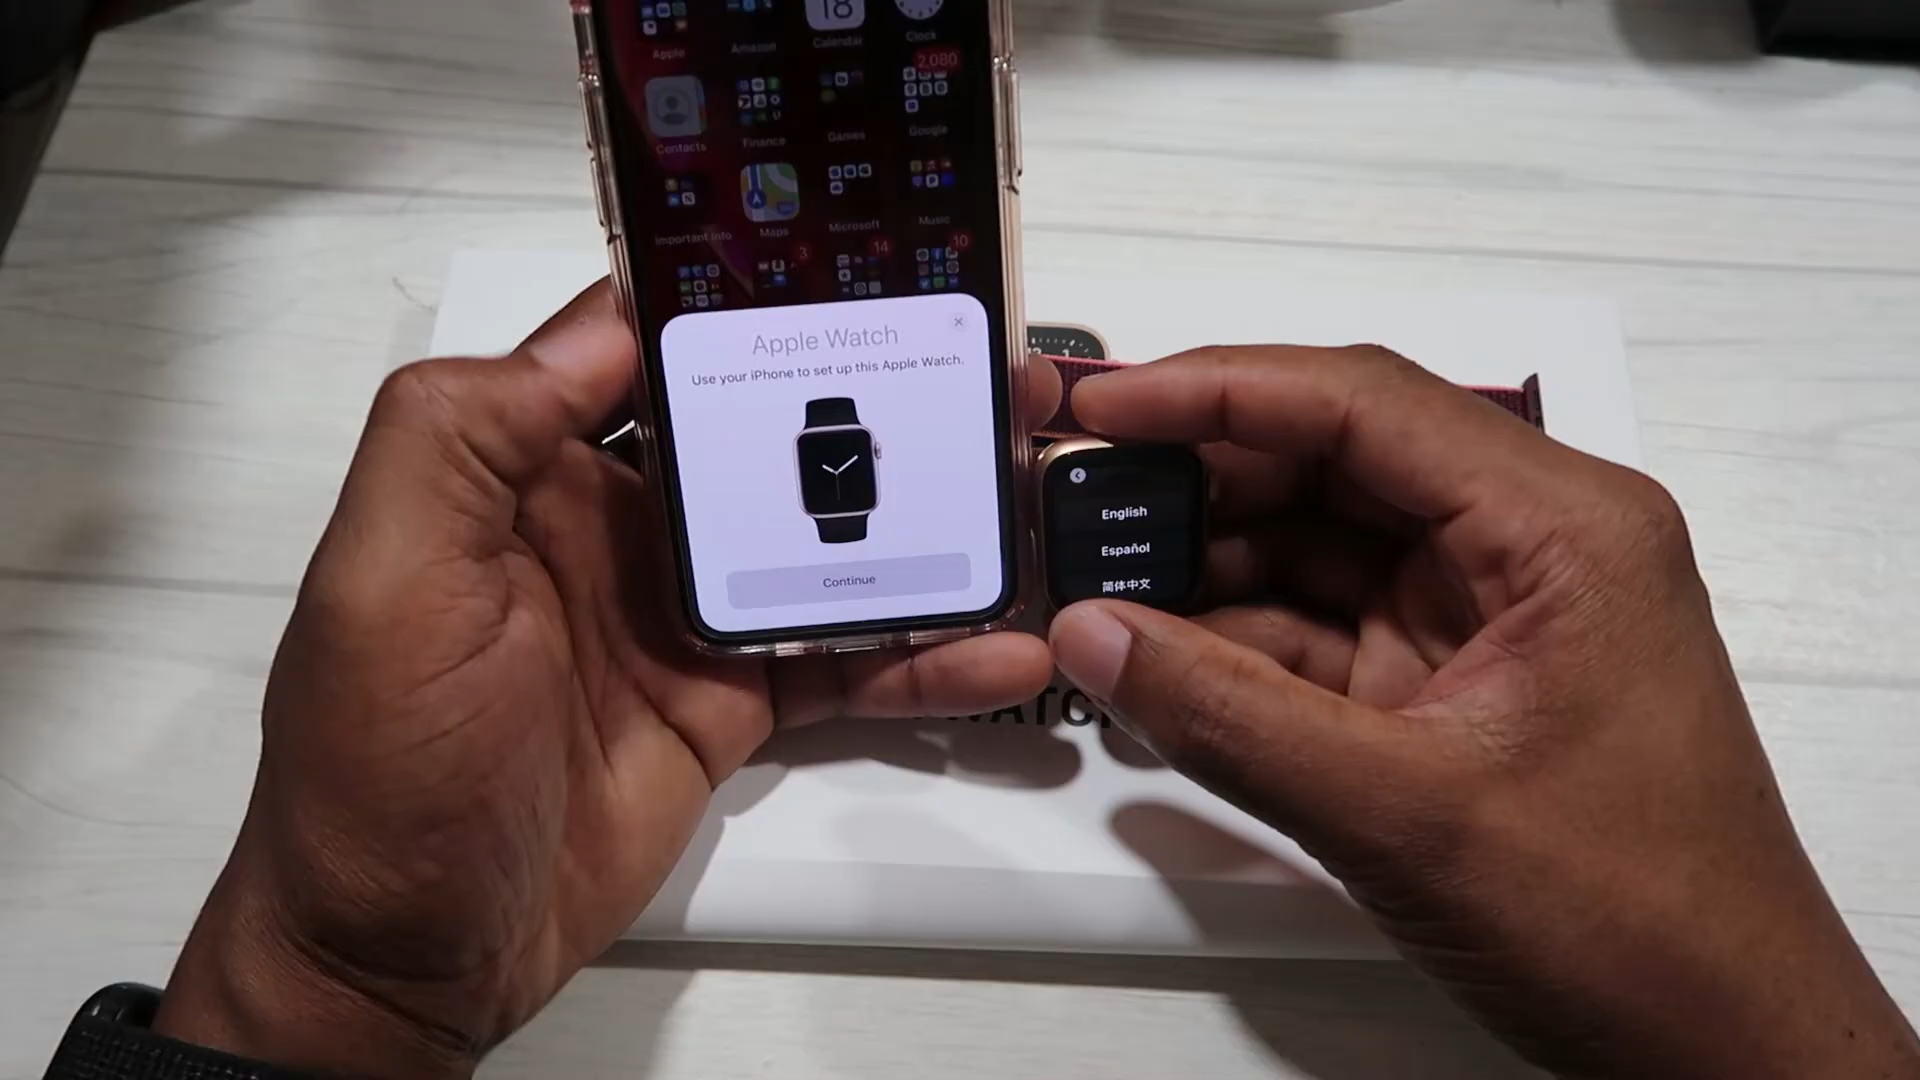 18
Apple
Amazon
Calendar
Clock
2,080
Contacts
Finance
Games
Google
Important Info
Maps
Microsoft
Music
3
14
10
Apple Watch
Use your iPhone to set up this Apple Watch.
Continue
English
Español
简体中文
WATCH